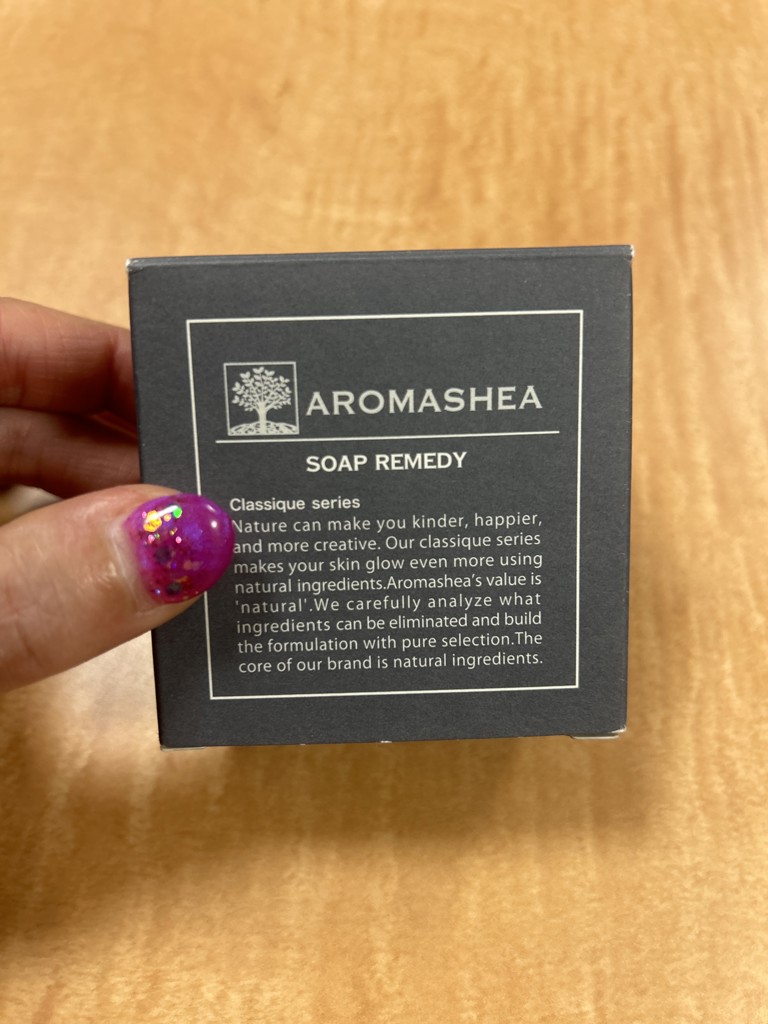 AROMASHEA
SOAP REMEDY
Classique series
Nature can make you kinder, happier,
and more creative. Our classique series
makes your skin glow even more using
natural ingredients.Aromashea's value is
'natural'.We carefully analyze what
ingredients can be eliminated and build
the formulation with pure selection.The
core of our brand is natural ingredients.